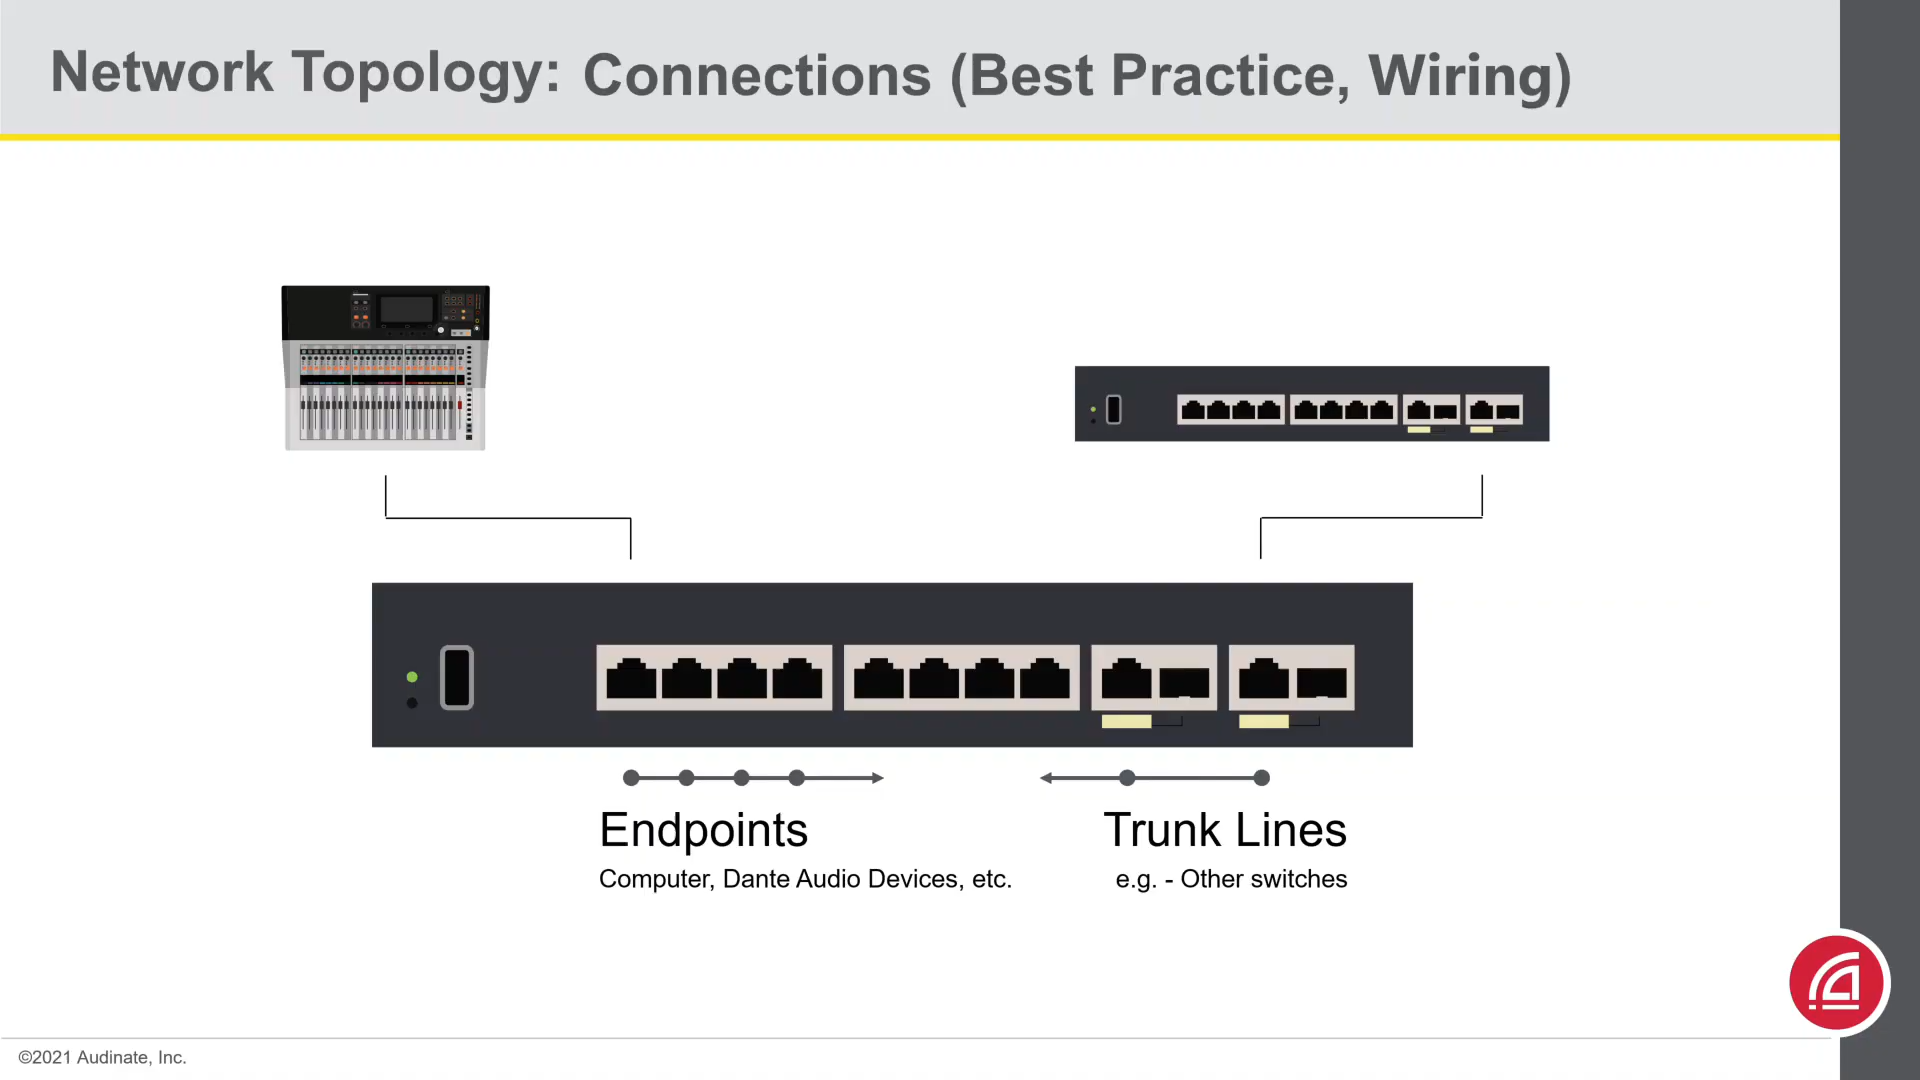 Network Topology: Connections (Best Practice, Wiring)
Endpoints
Computer, Dante Audio Devices, etc.
Trunk Lines
e.g. - Other switches
©2021 Audinate, Inc.